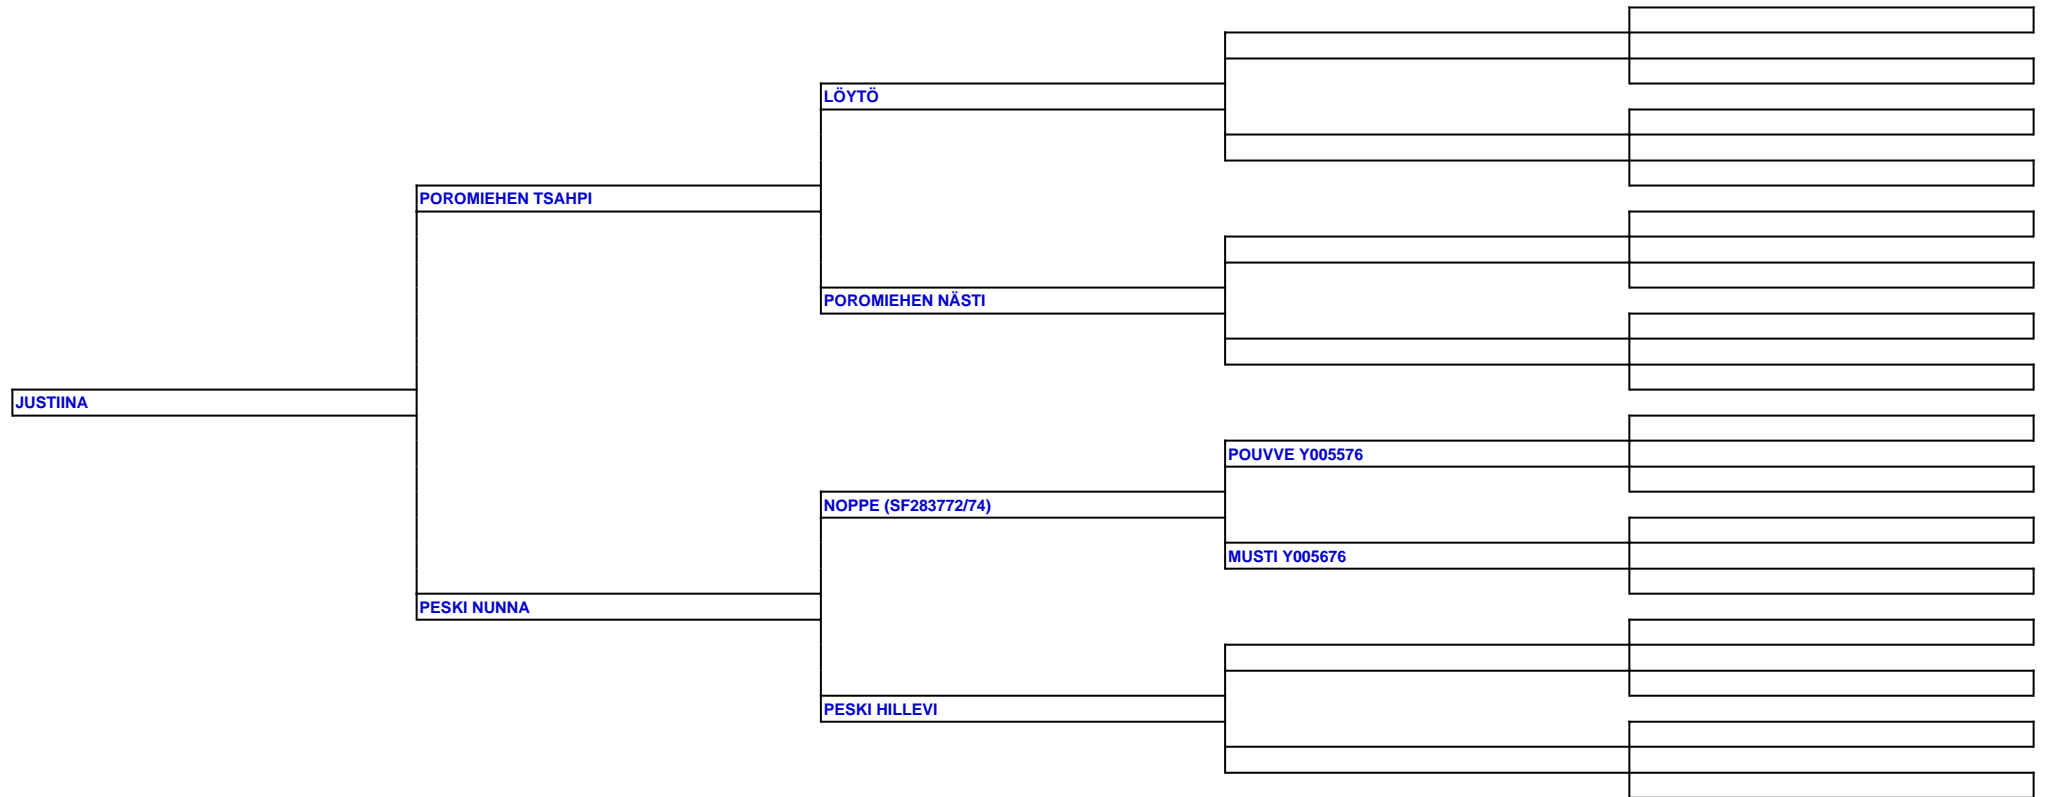 LÖYTÖ
POROMIEHEN TSAHPI
POROMIEHEN NÄSTI
JUSTIINA
POUVVE Y005576
NOPPE (SF283772/74)
MUSTI Y005676
PESKI NUNNA
PESKI HILLEVI